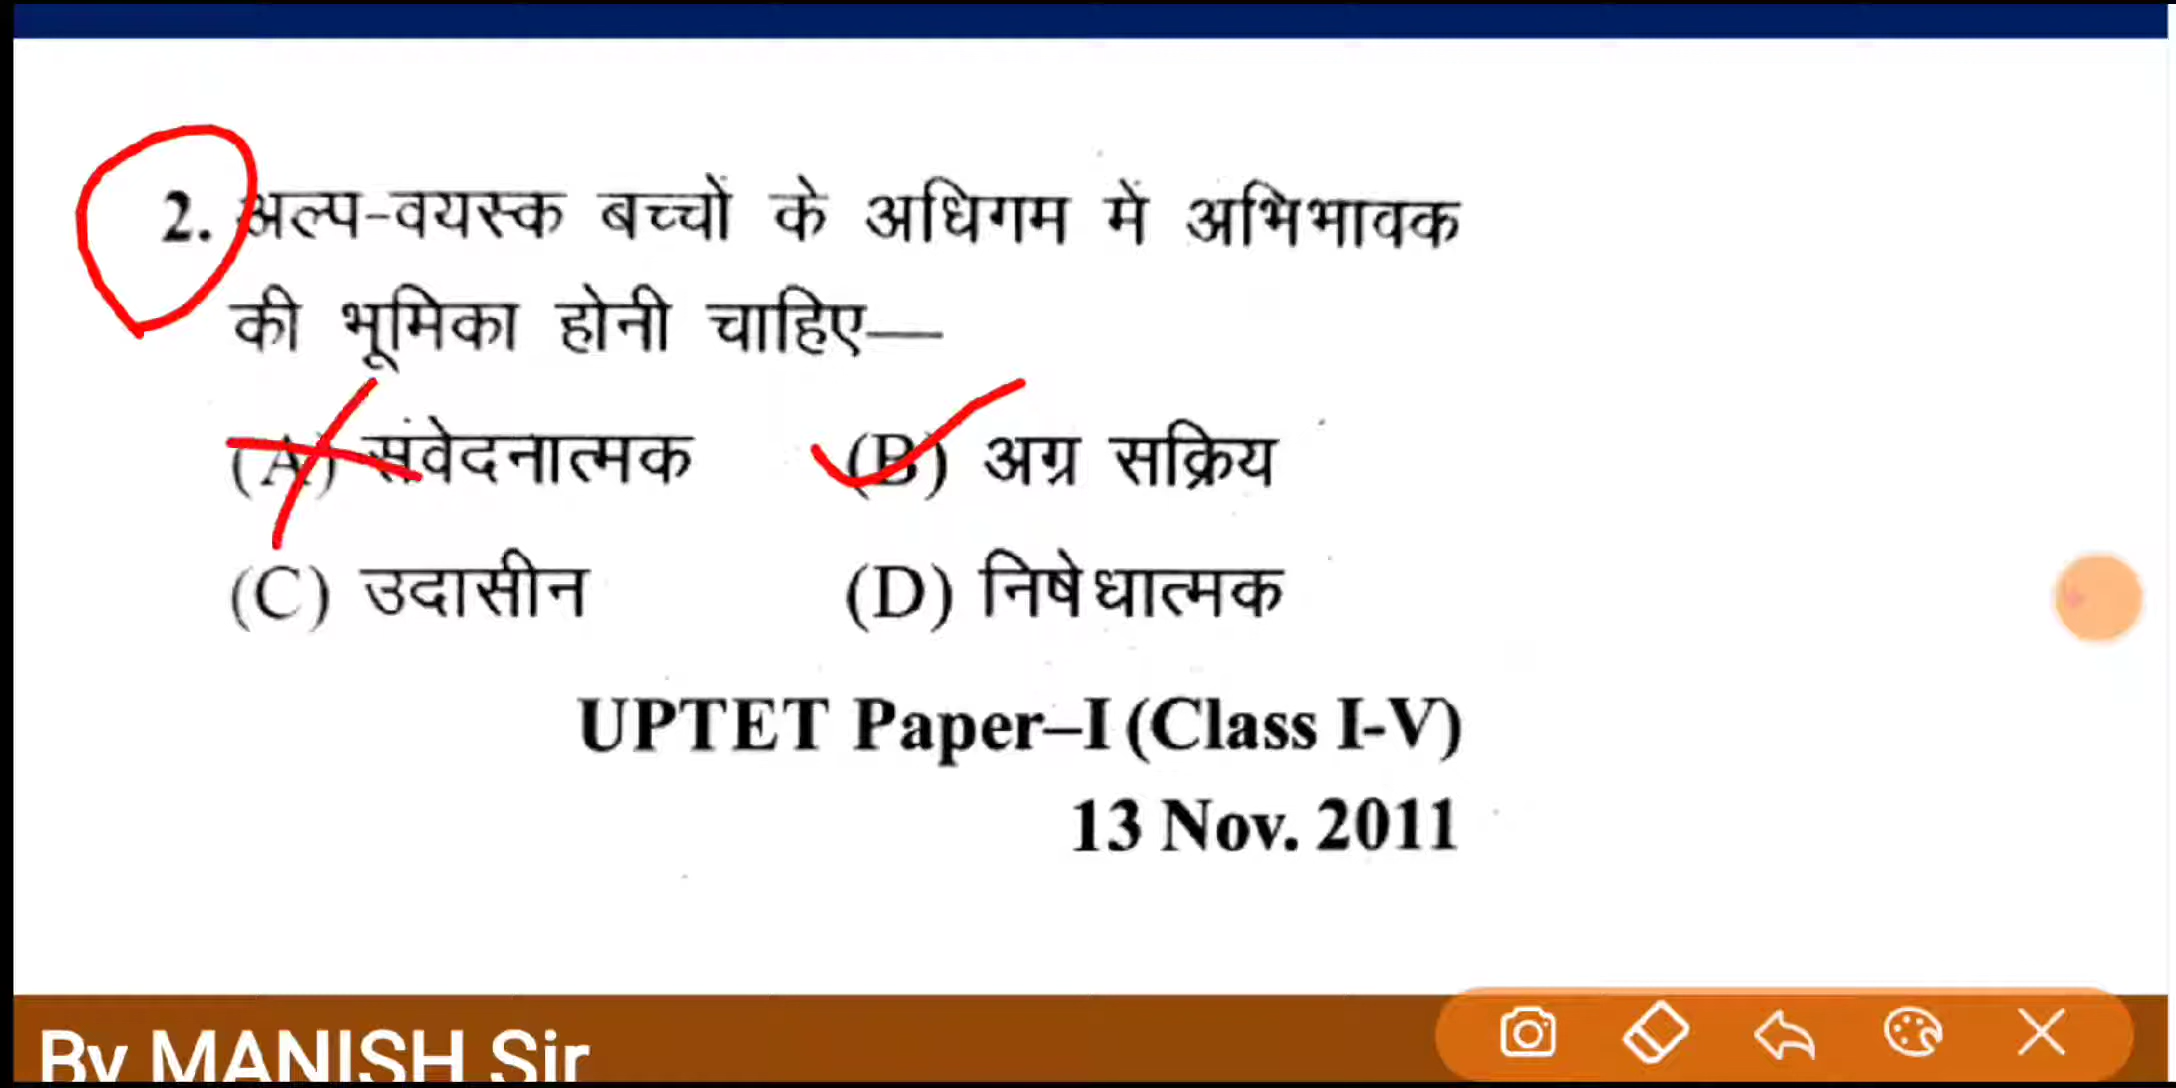 2. अल्प-वयस्क बच्चों के अधिगम में अभिभावक
की भूमिका होनी चाहिए—
(A) संवेदनात्मक (B) अग्र सक्रिय
(C) उदासीन (D) निषेधात्मक
UPTET Paper–I (Class I-V)
13 Nov. 2011
By MANISH Sir